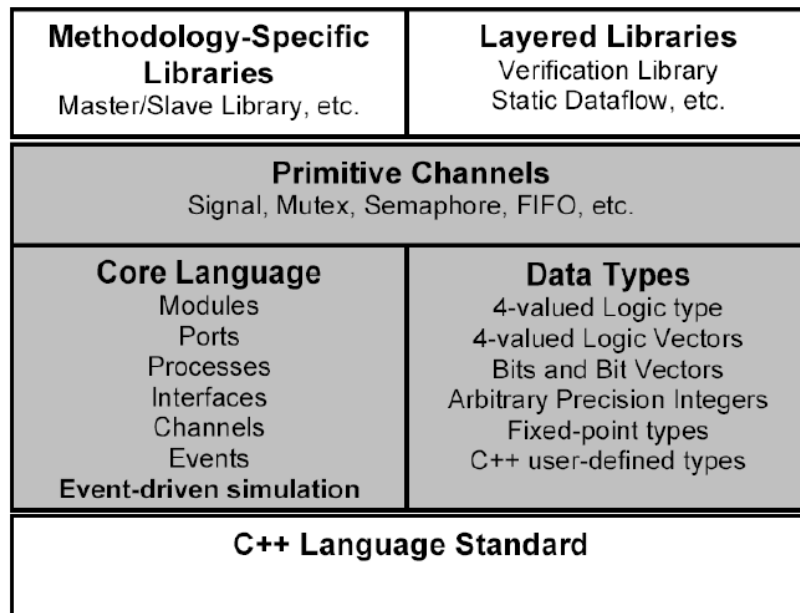 Methodology-Specific
Libraries
Master/Slave Library, etc.
Layered Libraries
Verification Library
Static Dataflow, etc.
Primitive Channels
Signal, Mutex, Semaphore, FIFO, etc.
Core Language
Modules
Ports
Processes
Interfaces
Channels
Events
Event-driven simulation
Data Types
4-valued Logic type
4-valued Logic Vectors
Bits and Bit Vectors
Arbitrary Precision Integers
Fixed-point types
C++ user-defined types
C++ Language Standard